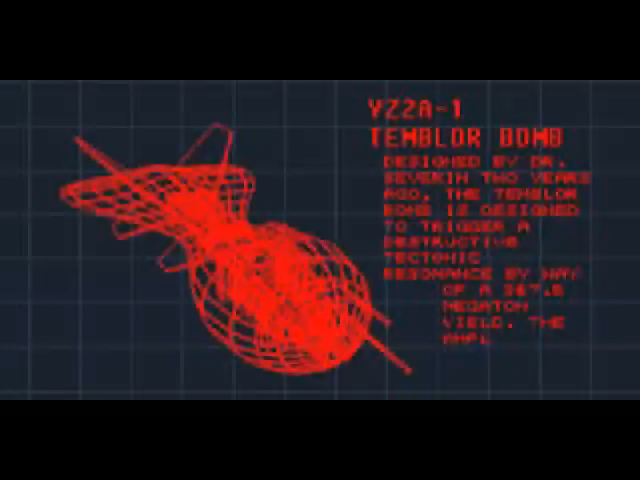 YZ2A-1
TEMBLOR BOMB
DESIGNED BY DR.
SEVERIN TWO YEARS
AGO, THE TEMBLOR
BOMB IS DESIGNED
TO TRIGGER A
DESTRUCTIVE
TECTONIC
RESONANCE BY WAY
OF A
MEGATON
YIELD. THE
AMPL